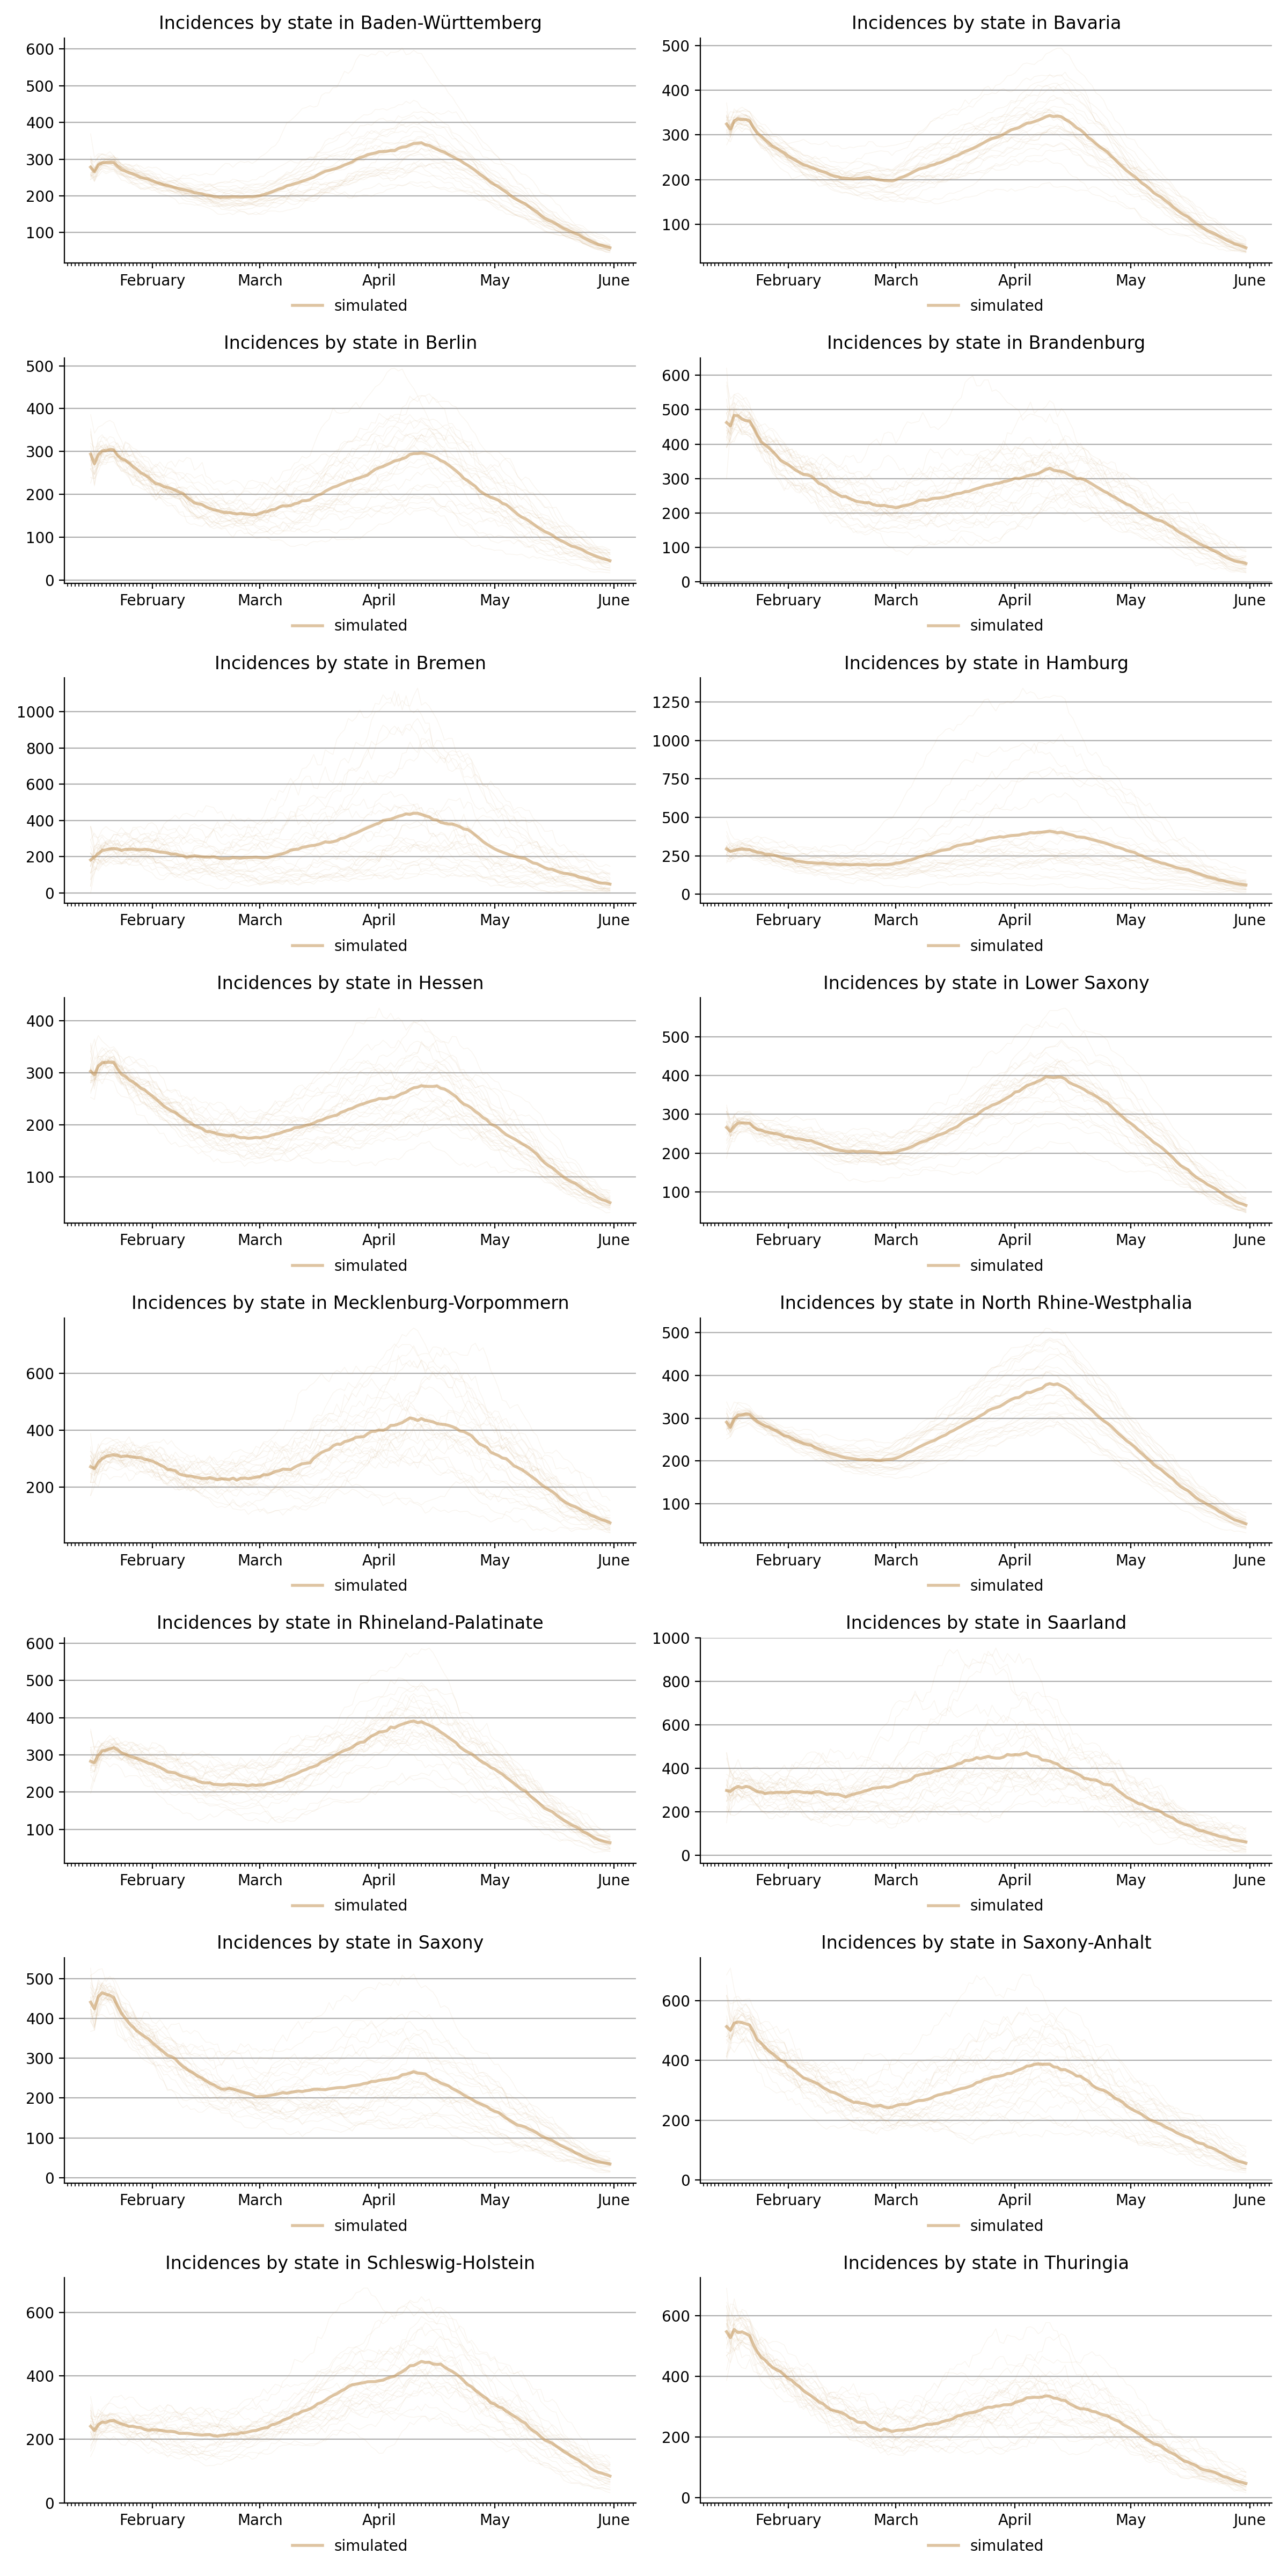 Incidences by state in Baden-Württemberg
600
500
400
300
200
100
February March April May June
simulated
Incidences by state in Bavaria
500
400
300
200
100
February March April May June
simulated
Incidences by state in Berlin
500
400
300
200
100
0
February March April May June
simulated
Incidences by state in Brandenburg
600
500
400
300
200
100
0
February March April May June
simulated
Incidences by state in Bremen
1000
800
600
400
200
0
February March April May June
simulated
Incidences by state in Hamburg
1250
1000
750
500
250
0
February March April May June
simulated
Incidences by state in Hessen
400
300
200
100
February March April May June
simulated
Incidences by state in Lower Saxony
500
400
300
200
100
February March April May June
simulated
Incidences by state in Mecklenburg-Vorpommern
600
400
200
February March April May June
simulated
Incidences by state in North Rhine-Westphalia
500
400
300
200
100
February March April May June
simulated
Incidences by state in Rhineland-Palatinate
600
500
400
300
200
100
February March April May June
simulated
Incidences by state in Saarland
1000
800
600
400
200
0
February March April May June
simulated
Incidences by state in Saxony
500
400
300
200
100
0
February March April May June
simulated
Incidences by state in Saxony-Anhalt
600
400
200
0
February March April May June
simulated
Incidences by state in Schleswig-Holstein
600
400
200
0
February March April May June
simulated
Incidences by state in Thuringia
600
400
200
0
February March April May June
simulated